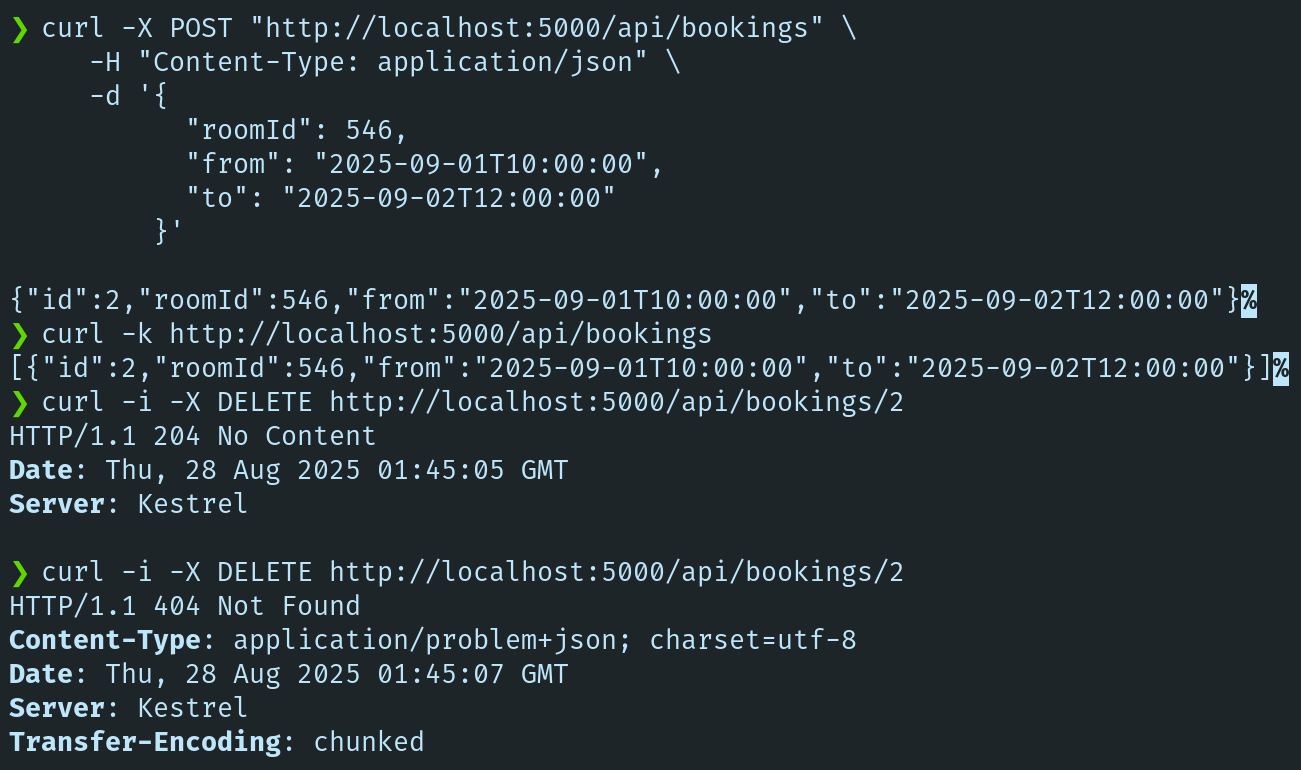 ❯ curl -X POST "http://localhost:5000/api/bookings" \
     -H "Content-Type: application/json" \
     -d '{
           "roomId": 546,
           "from": "2025-09-01T10:00:00",
           "to": "2025-09-02T12:00:00"
         }'

{"id":2,"roomId":546,"from":"2025-09-01T10:00:00","to":"2025-09-02T12:00:00"}%
❯ curl -k http://localhost:5000/api/bookings
[{"id":2,"roomId":546,"from":"2025-09-01T10:00:00","to":"2025-09-02T12:00:00"}]%
❯ curl -i -X DELETE http://localhost:5000/api/bookings/2
HTTP/1.1 204 No Content
Date: Thu, 28 Aug 2025 01:45:05 GMT
Server: Kestrel

❯ curl -i -X DELETE http://localhost:5000/api/bookings/2
HTTP/1.1 404 Not Found
Content-Type: application/problem+json; charset=utf-8
Date: Thu, 28 Aug 2025 01:45:07 GMT
Server: Kestrel
Transfer-Encoding: chunked